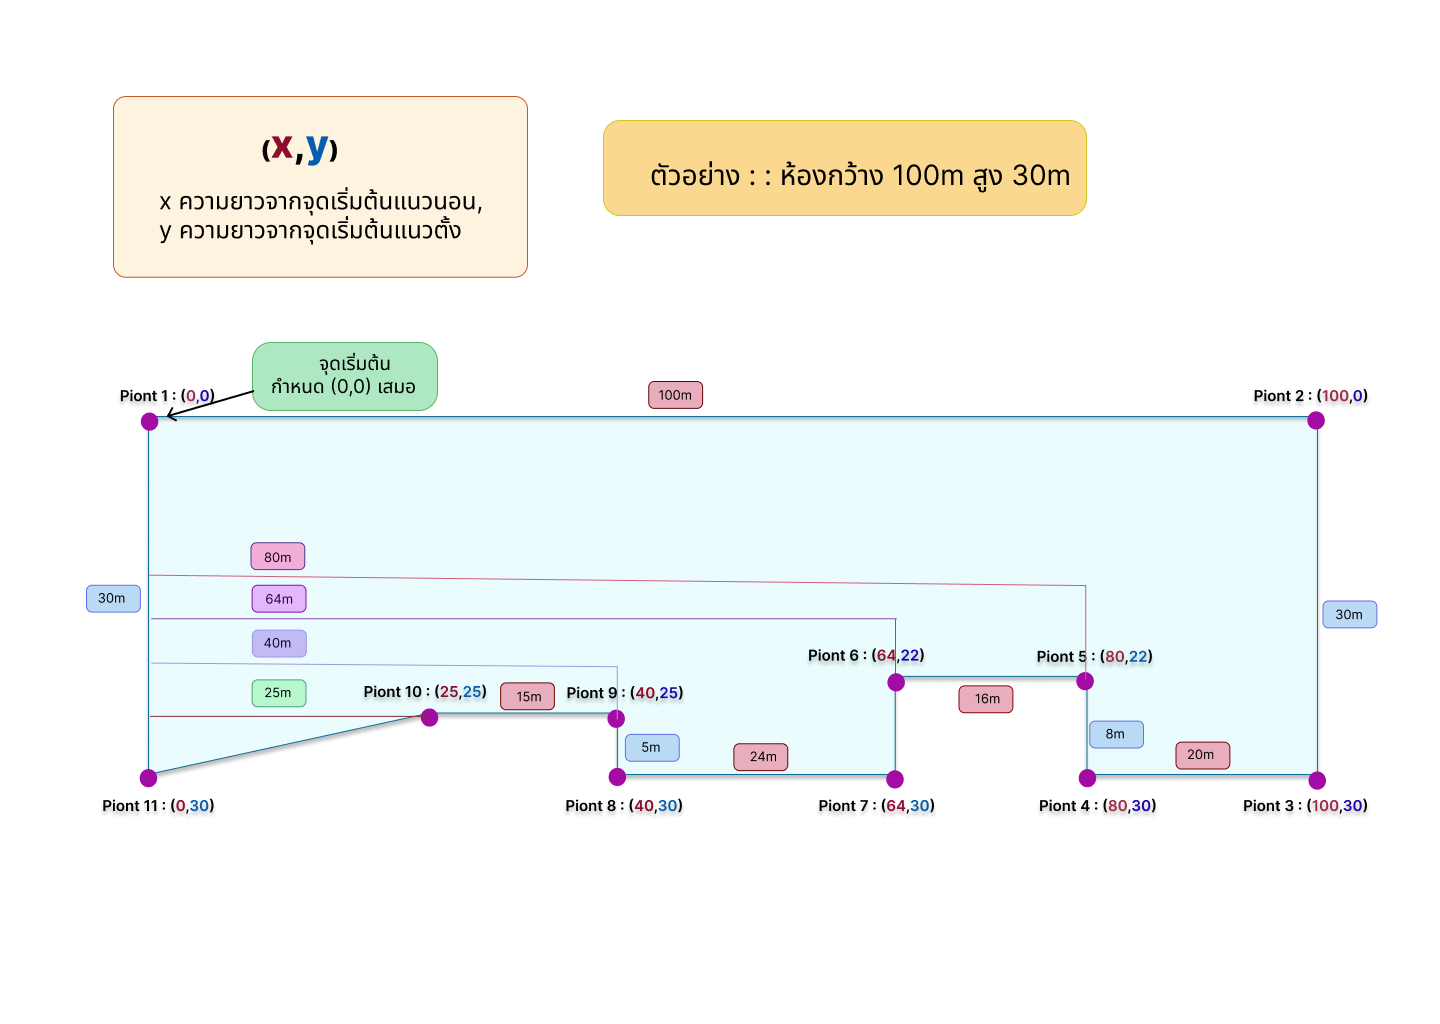 (x,y)
x ความยาวจากจุดเริ่มต้นแนวนอน,
y ความยาวจากจุดเริ่มต้นแนวตั้ง
ตัวอย่าง : : ห้องกว้าง 100m สูง 30m
จุดเริ่มต้น
กำหนด (0,0) เสมอ
Piont 1 : (0,0)
100m
Piont 2 : (100,0)
80m
30m
64m
30m
40m
Piont 6 : (64,22)
Piont 5 : (80,22)
25m
Piont 10 : (25,25)
15m
Piont 9 : (40,25)
16m
5m
24m
8m
20m
Piont 11 : (0,30)
Piont 8 : (40,30)
Piont 7 : (64,30)
Piont 4 : (80,30)
Piont 3 : (100,30)